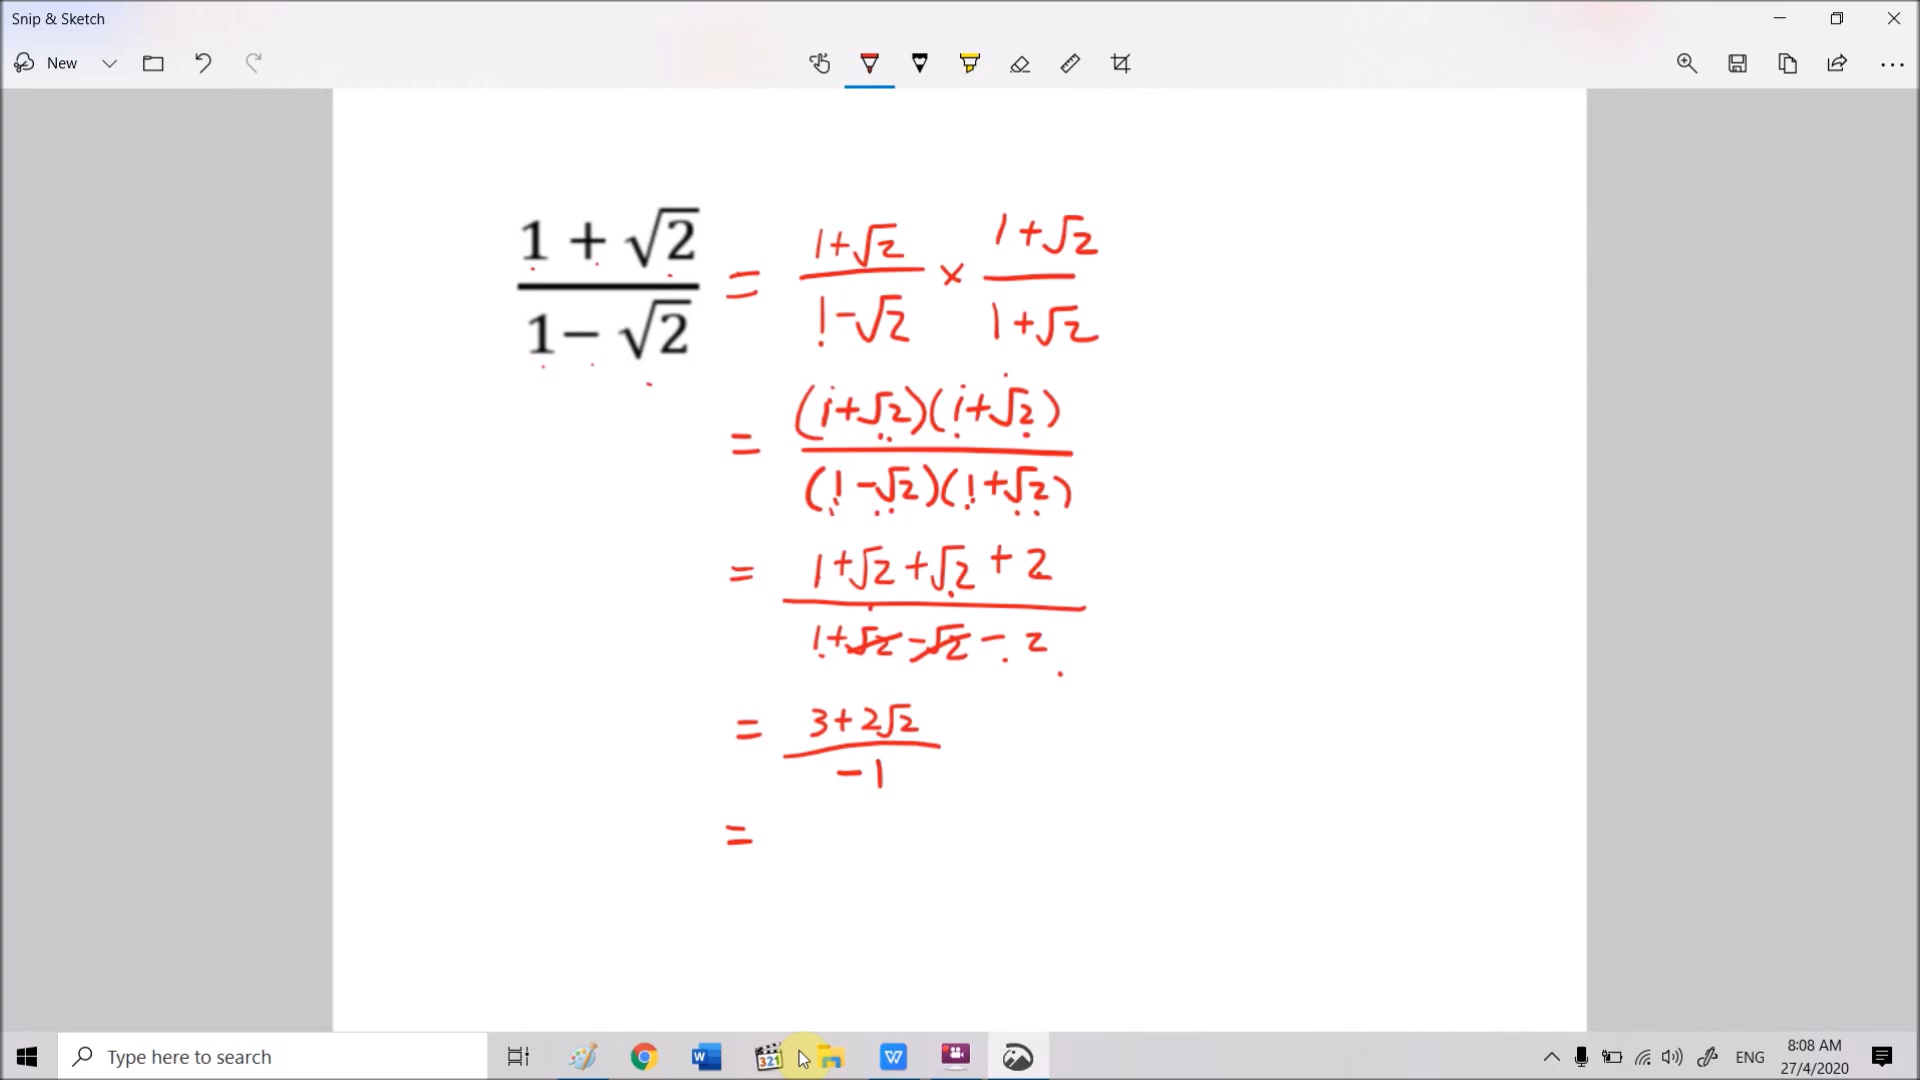 Snip & Sketch
New
1 + √2 / 1 − √2 = 1+√2 / 1−√2 × 1+√2 / 1+√2
= (1+√2)(1+√2) / (1−√2)(1+√2)
= 1+√2+√2+2 / 1+√2−√2−2
= 3+2√2 / −1
=
Type here to search
W
321
W
ENG
8:08 AM
27/4/2020